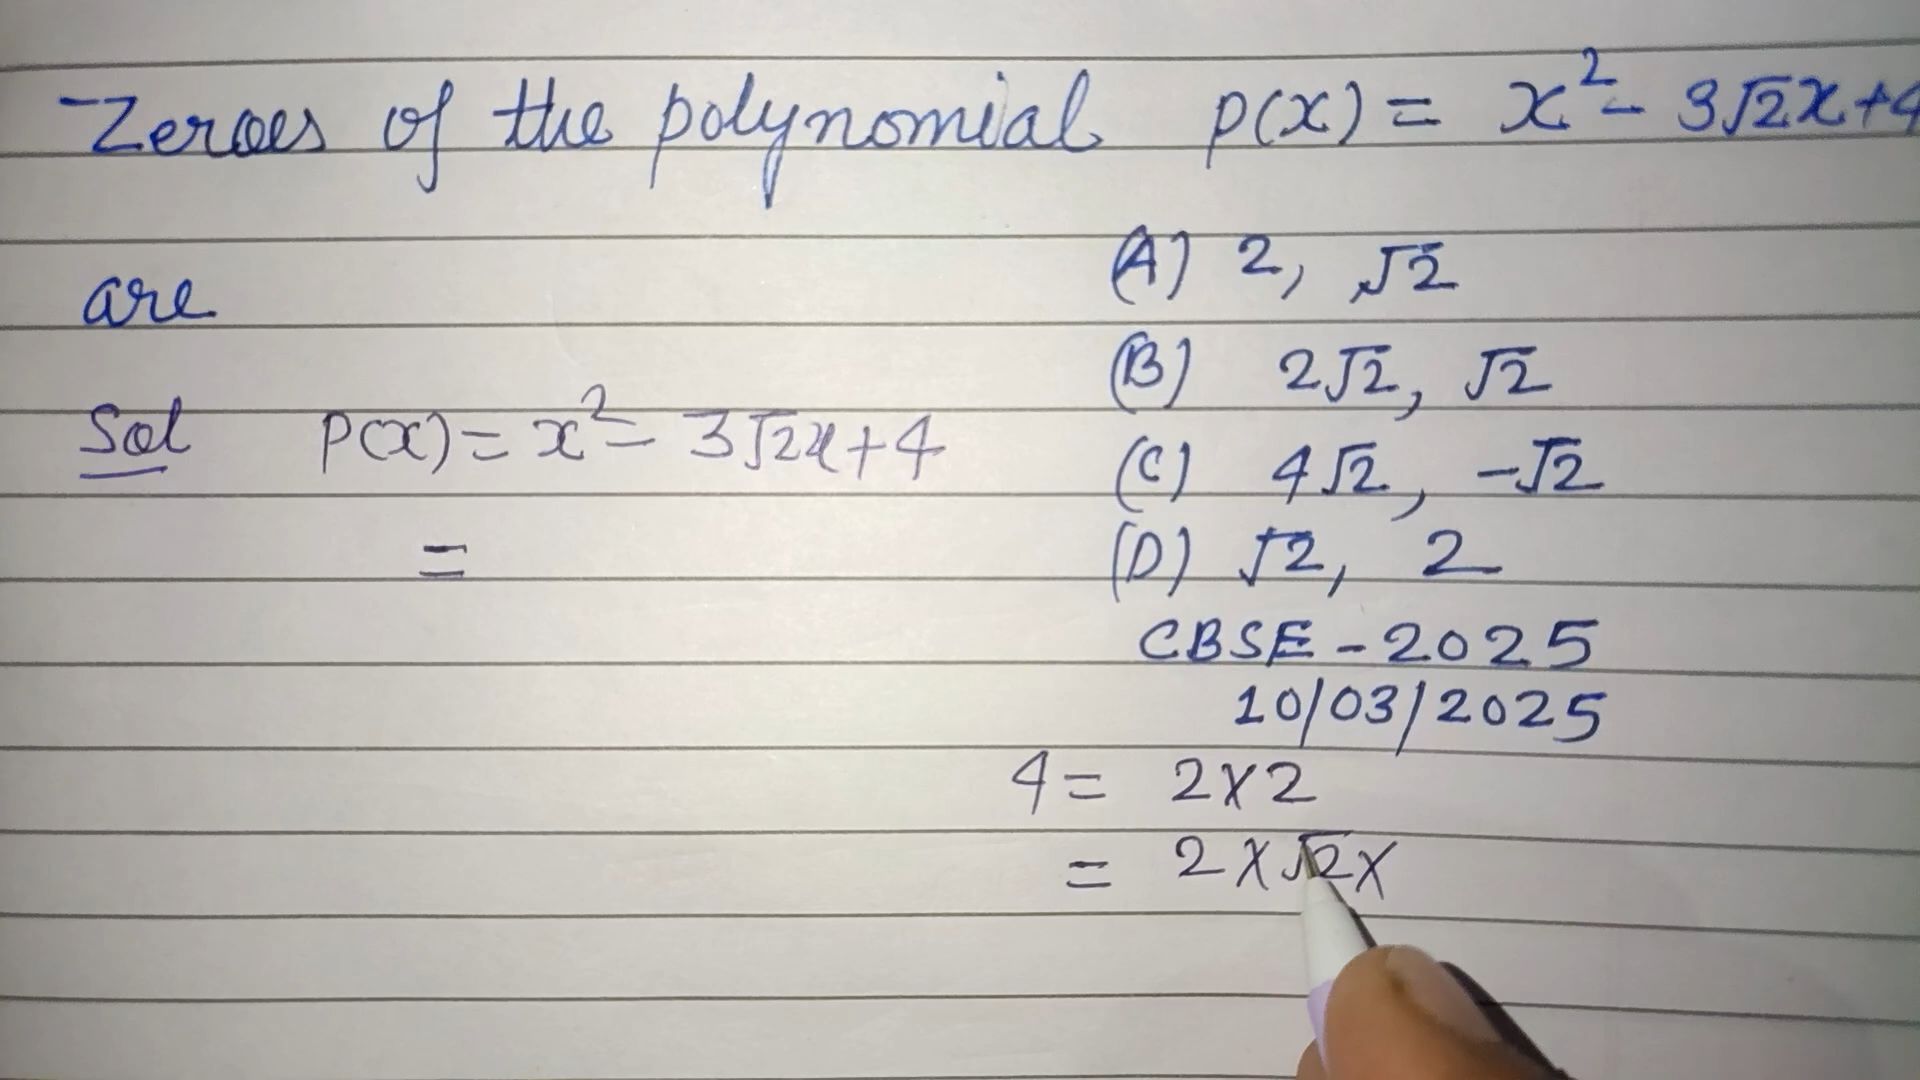 Zeroes of the polynomial p(x) = x² - 3√2x + 4
are
(A) 2, √2
(B) 2√2, √2
(C) 4√2, -√2
(D) √2, 2
CBSE - 2025
10/03/2025
Sol P(x) = x² - 3√2x + 4
=
4 = 2 x 2
= 2 x √2 x